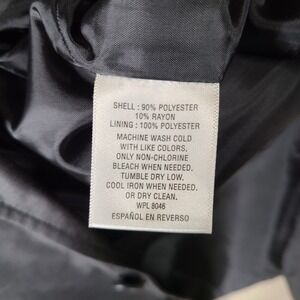 SHELL : 90% POLYESTER
10% RAYON
LINING : 100% POLYESTER
MACHINE WASH COLD
WITH LIKE COLORS.
ONLY NON-CHLORINE
BLEACH WHEN NEEDED.
TUMBLE DRY LOW.
COOL IRON WHEN NEEDED.
OR DRY CLEAN.
WPL 8046
ESPAÑOL EN REVERSO